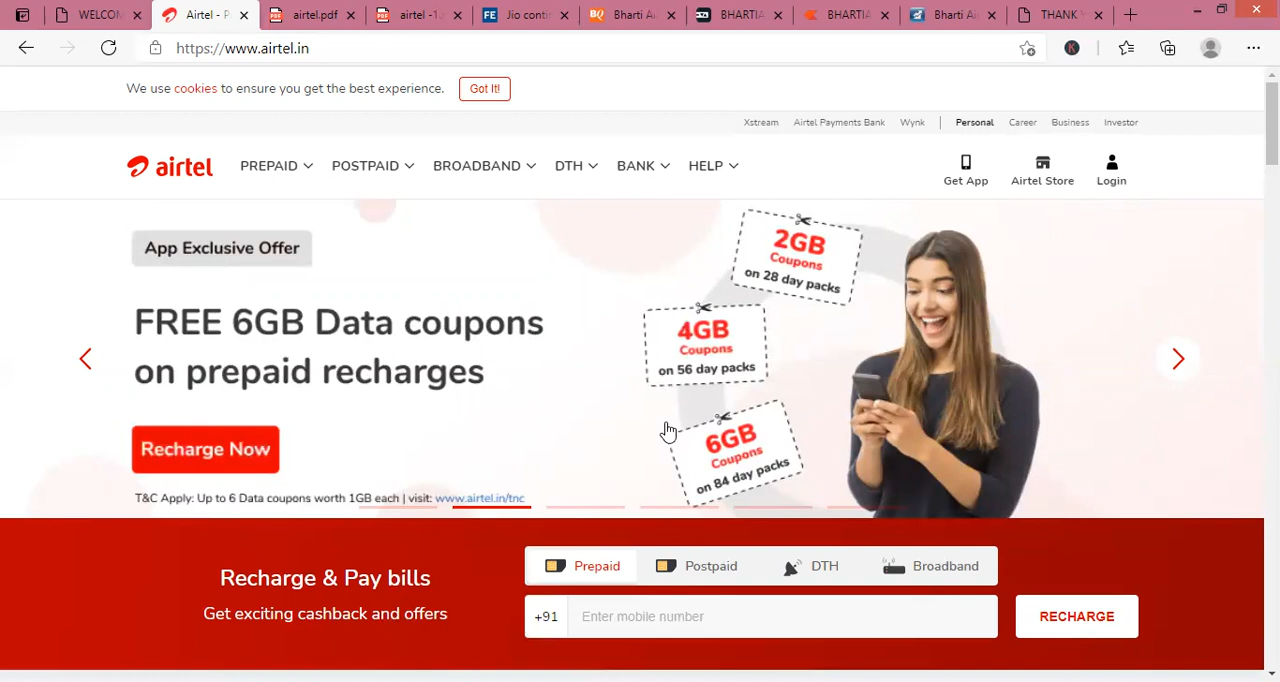 WELCOM
Airtel - P
airtel.pdf
airtel -1.
Jio conti
Bharti A
BHARTIA
BHARTIA
Bharti Ai
THANK Y
https://www.airtel.in
We use cookies to ensure you get the best experience. Got It!
Xstream Airtel Payments Bank Wynk Personal Career Business Investor
airtel PREPAID POSTPAID BROADBAND DTH BANK HELP
Get App Airtel Store Login
App Exclusive Offer
FREE 6GB Data coupons
on prepaid recharges
Recharge Now
T&C Apply: Up to 6 Data coupons worth 1GB each | visit: www.airtel.in/tnc
2GB
Coupons
on 28 day packs
4GB
Coupons
on 56 day packs
6GB
Coupons
on 84 day packs
Recharge & Pay bills
Get exciting cashback and offers
Prepaid Postpaid DTH Broadband
+91 Enter mobile number RECHARGE